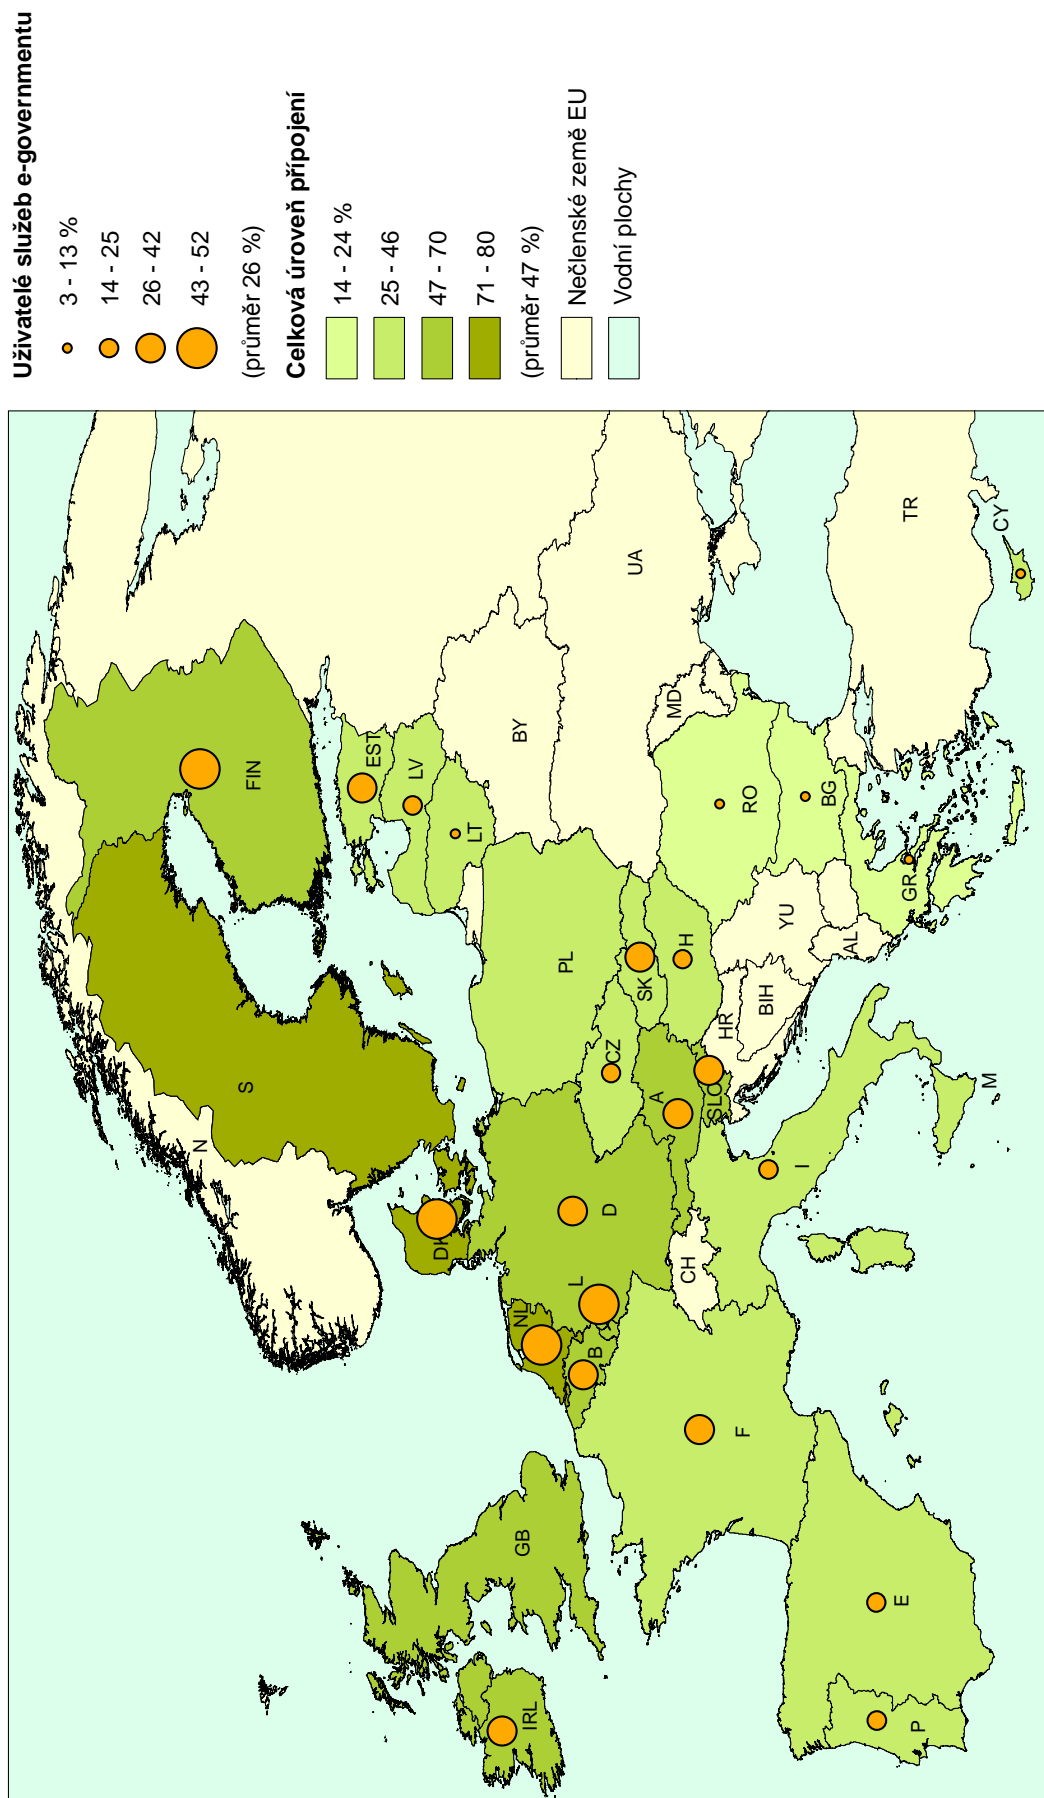 Uživatelé služeb e-governmentu
3 - 13 %
14 - 25
26 - 42
43 - 52
(průměr 26 %)
Celková úroveň přípojení
14 - 24 %
25 - 46
47 - 70
71 - 80
(průměr 47 %)
Nečlenské země EU
Vodní plochy
FIN
S
N
EST
LV
LT
BY
UA
MD
RO
BG
TR
CY
GR
YU
AL
BIH
HR
H
SK
PL
CZ
A
SLO
I
M
D
DK
CH
L
NL
B
F
GB
IRL
E
P